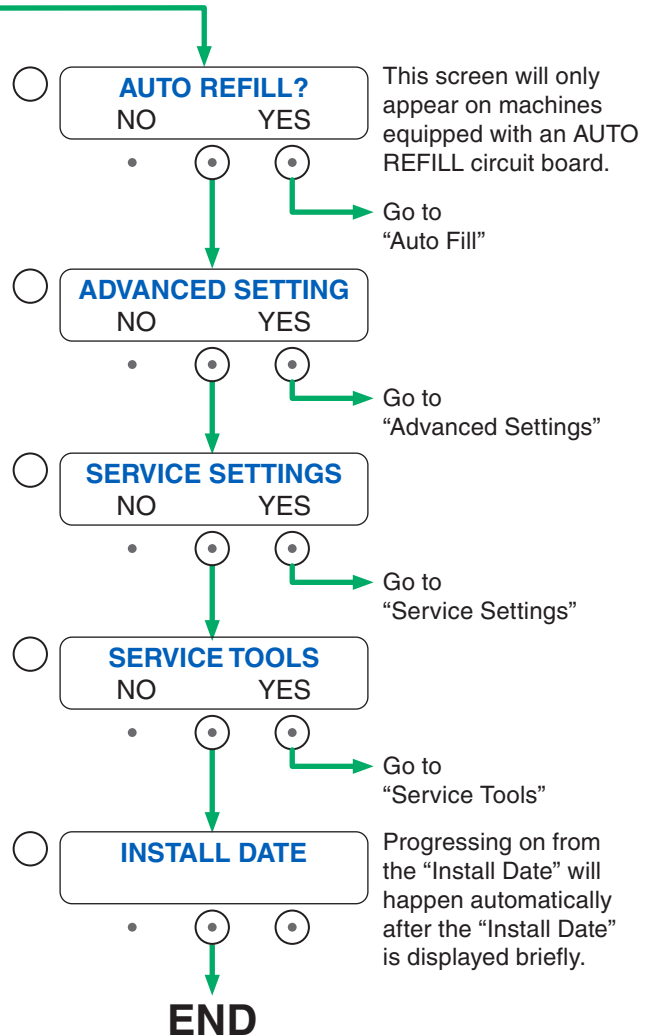 AUTO REFILL?
NO YES
This screen will only
appear on machines
equipped with an AUTO
REFILL circuit board.
Go to
“Auto Fill”
ADVANCED SETTING
NO YES
Go to
“Advanced Settings”
SERVICE SETTINGS
NO YES
Go to
“Service Settings”
SERVICE TOOLS
NO YES
Go to
“Service Tools”
INSTALL DATE
Progressing on from
the “Install Date” will
happen automatically
after the “Install Date”
is displayed briefly.
END